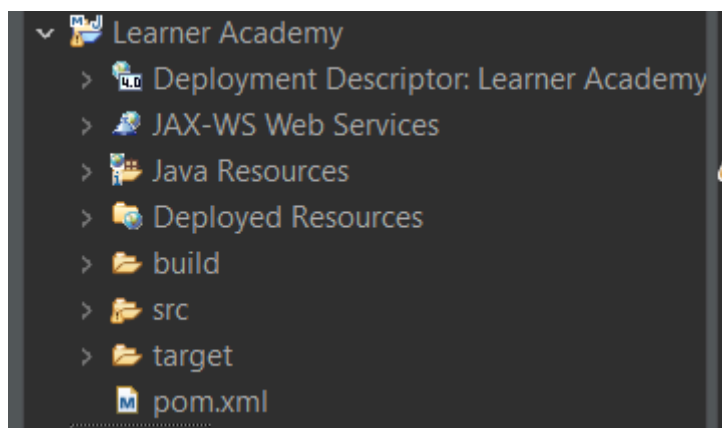 Learner Academy
Deployment Descriptor: Learner Academy
JAX-WS Web Services
Java Resources
Deployed Resources
build
src
target
pom.xml